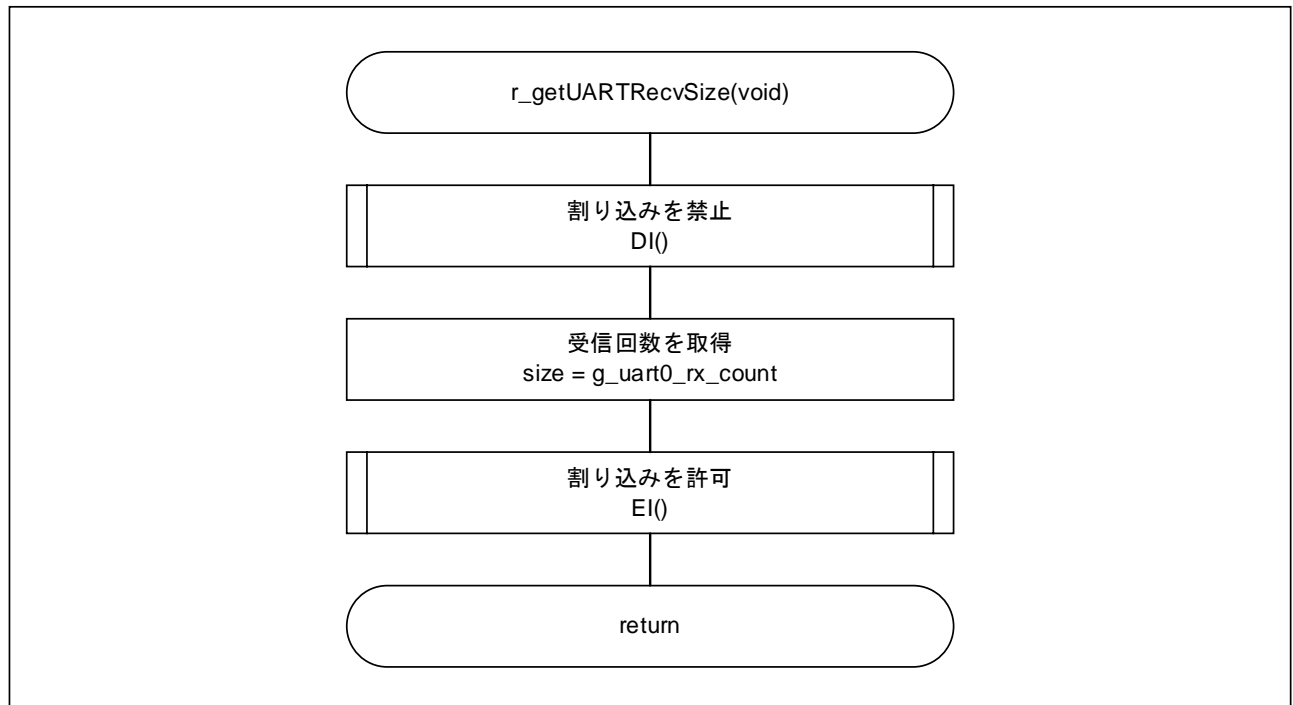 r_getUARTRecvSize(void)
割り込みを禁止
DI()
受信回数を取得
size = g_uart0_rx_count
割り込みを許可
EI()
return